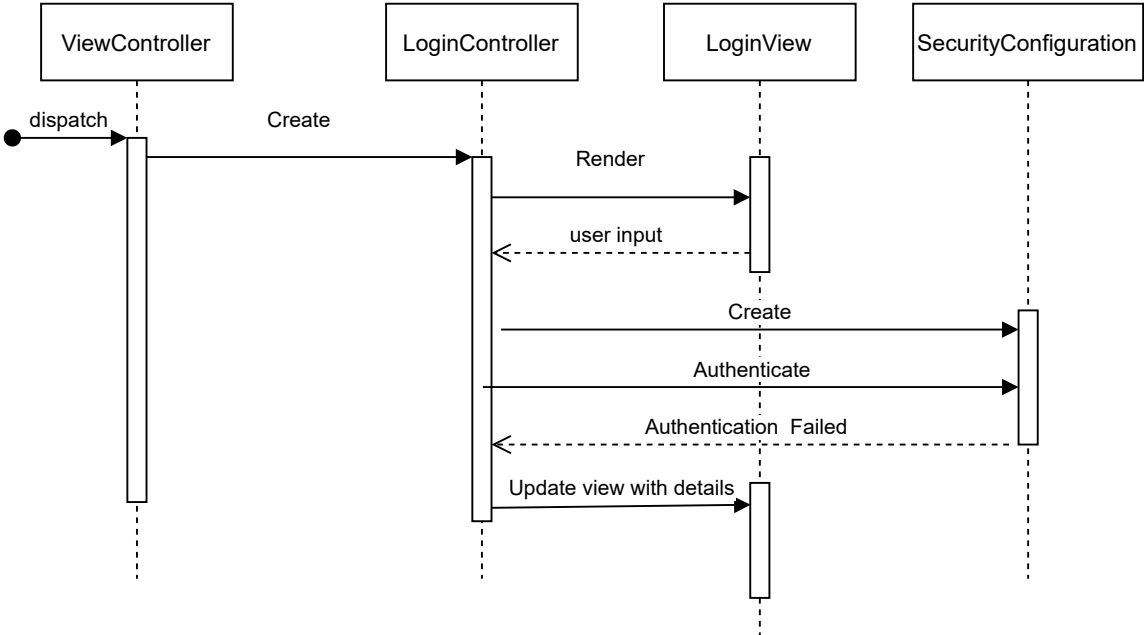 ViewController
LoginController
LoginView
SecurityConfiguration
dispatch
Create
Render
user input
Create
Authenticate
Authentication  Failed
Update view with details